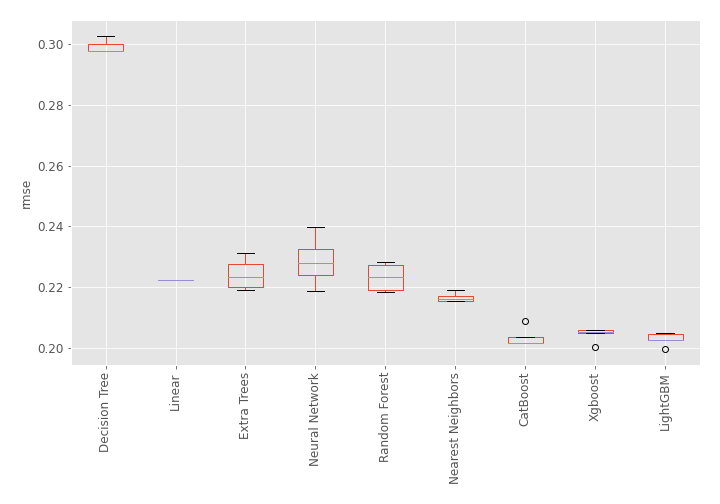 0.30
0.28
0.26
0.24
0.22
0.20
rmse
Decision Tree
Linear
Extra Trees
Neural Network
Random Forest
Nearest Neighbors
CatBoost
Xgboost
LightGBM